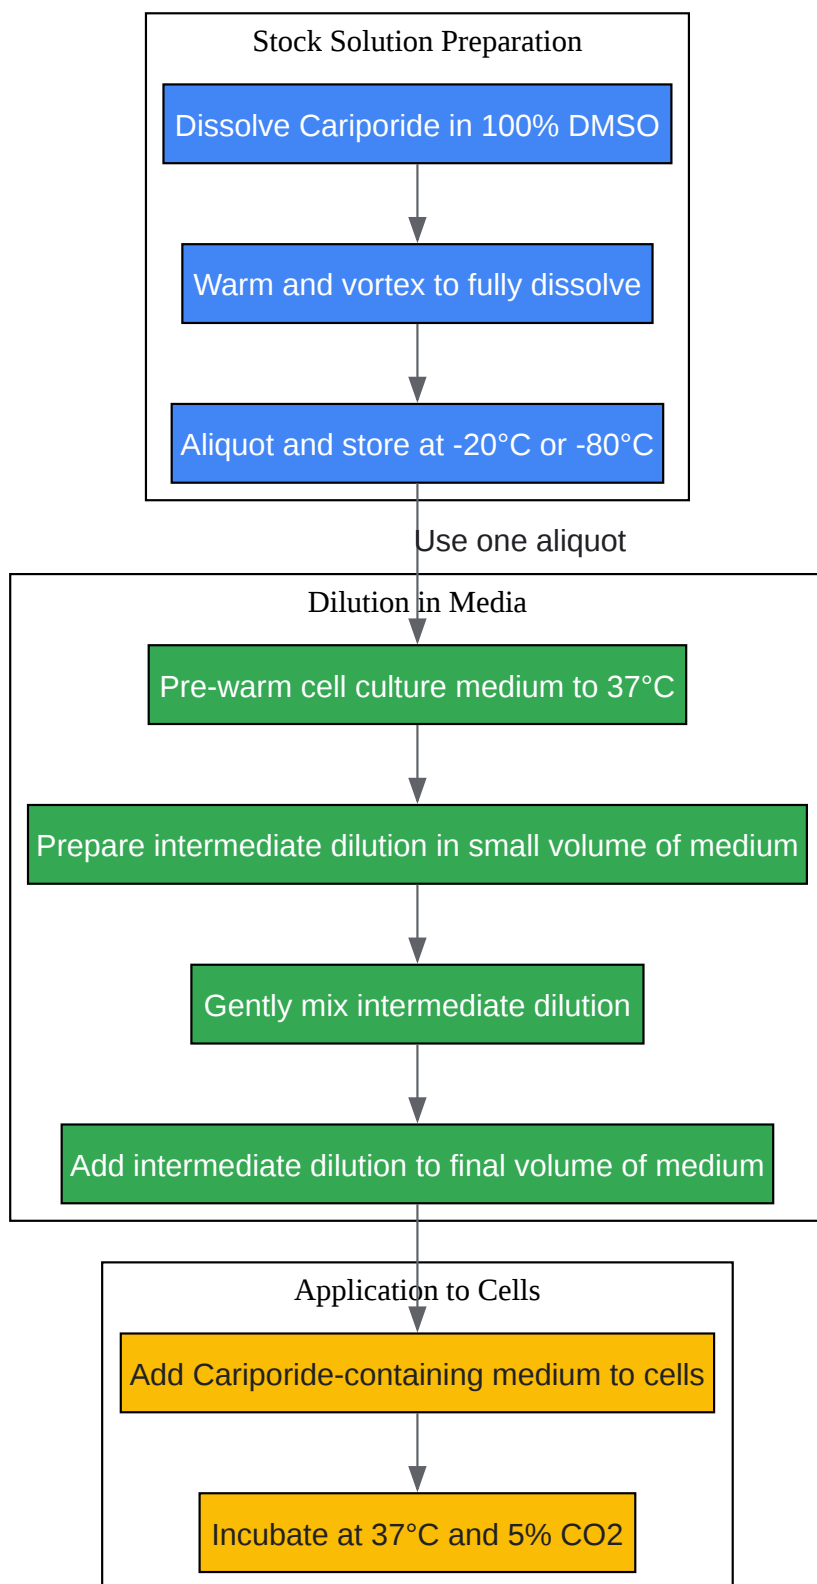 Stock Solution Preparation
Dissolve Cariporide in 100% DMSO
Warm and vortex to fully dissolve
Aliquot and store at -20°C or -80°C
Use one aliquot
Dilution in Media
Pre-warm cell culture medium to 37°C
Prepare intermediate dilution in small volume of medium
Gently mix intermediate dilution
Add intermediate dilution to final volume of medium
Application to Cells
Add Cariporide-containing medium to cells
Incubate at 37°C and 5% CO2